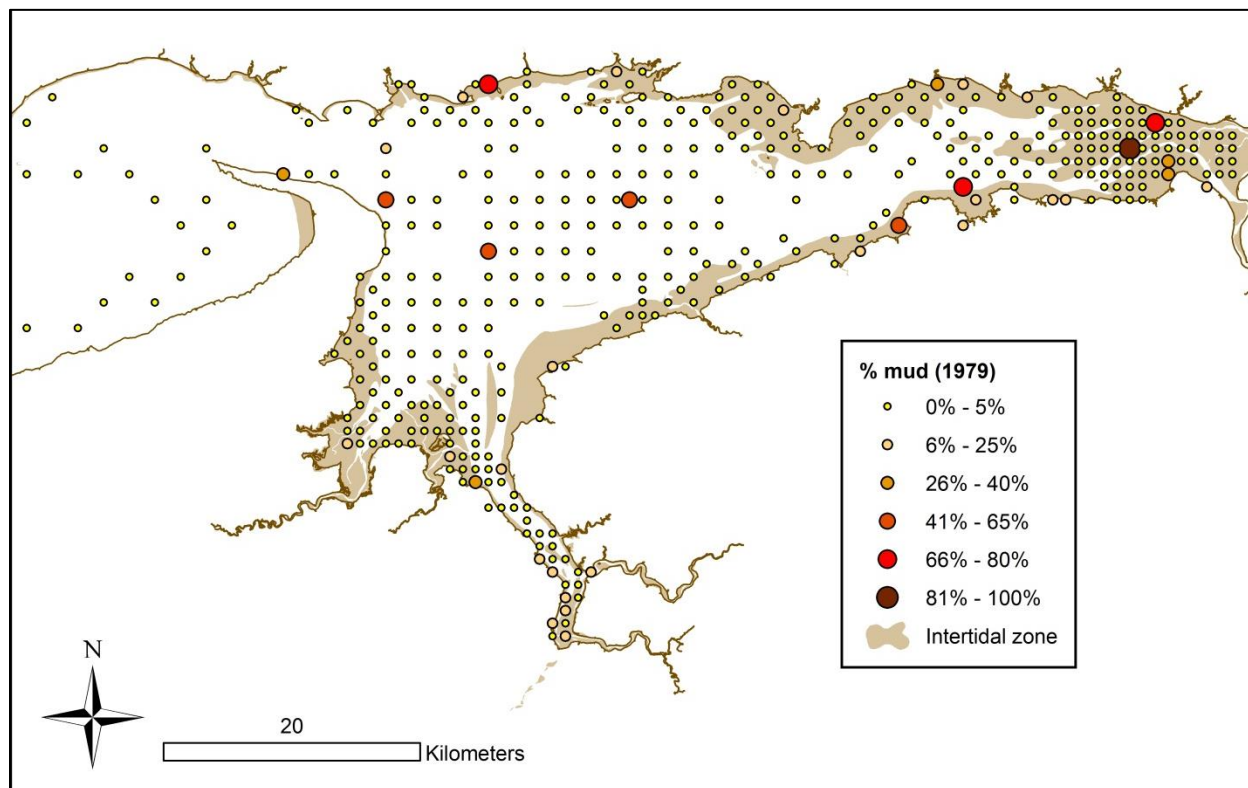 % mud (1979)
0% - 5%
6% - 25%
26% - 40%
41% - 65%
66% - 80%
81% - 100%
Intertidal zone
N
20
Kilometers